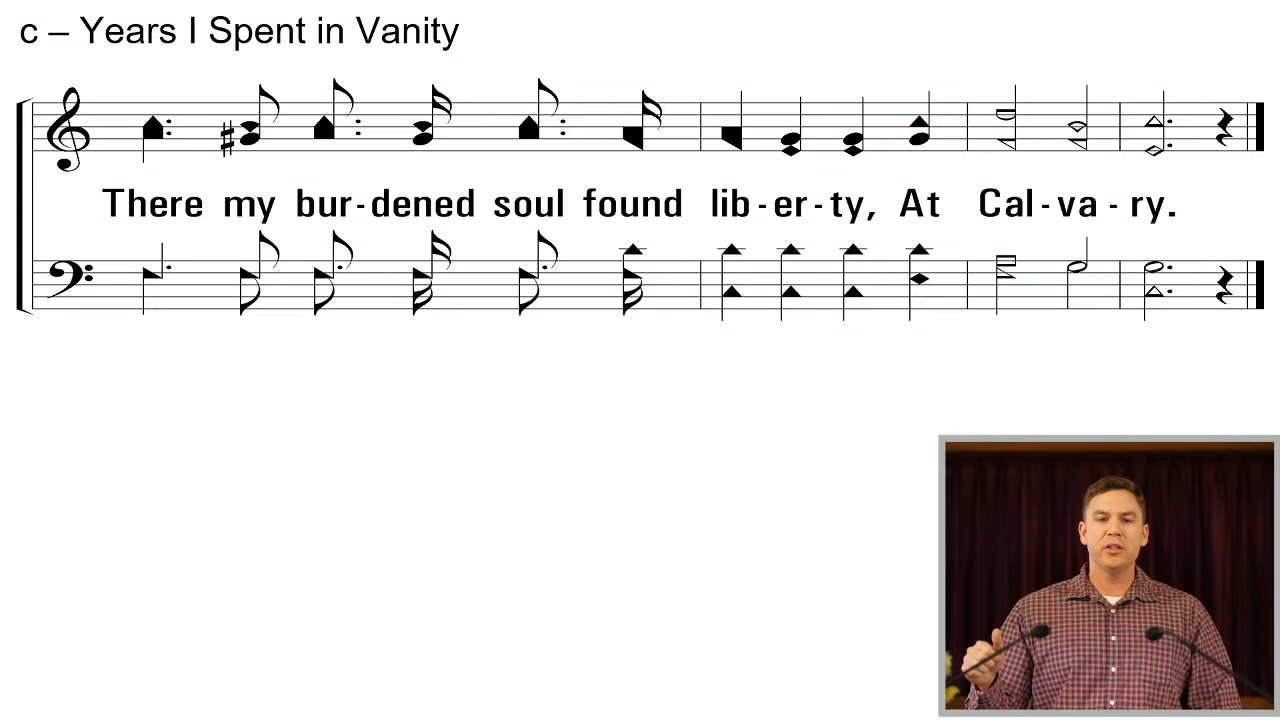 c – Years I Spent in Vanity
There my bur-dened soul found lib-er-ty, At Cal-va-ry.